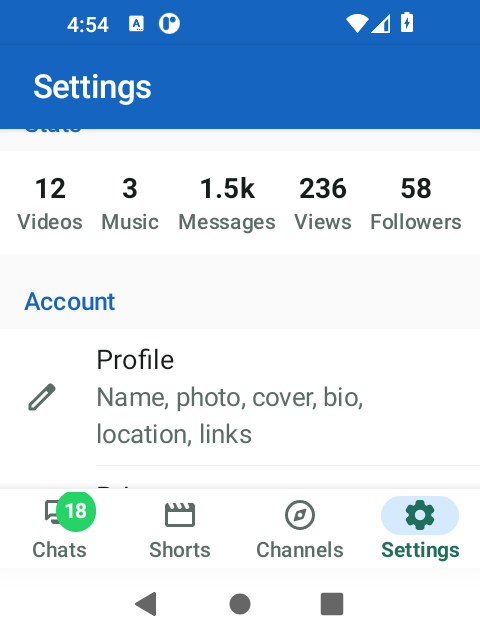 4:54
Settings
Stats
12 3 1.5k 236 58
Videos Music Messages Views Followers
Account
Profile
Name, photo, cover, bio,
location, links
18
Chats Shorts Channels Settings